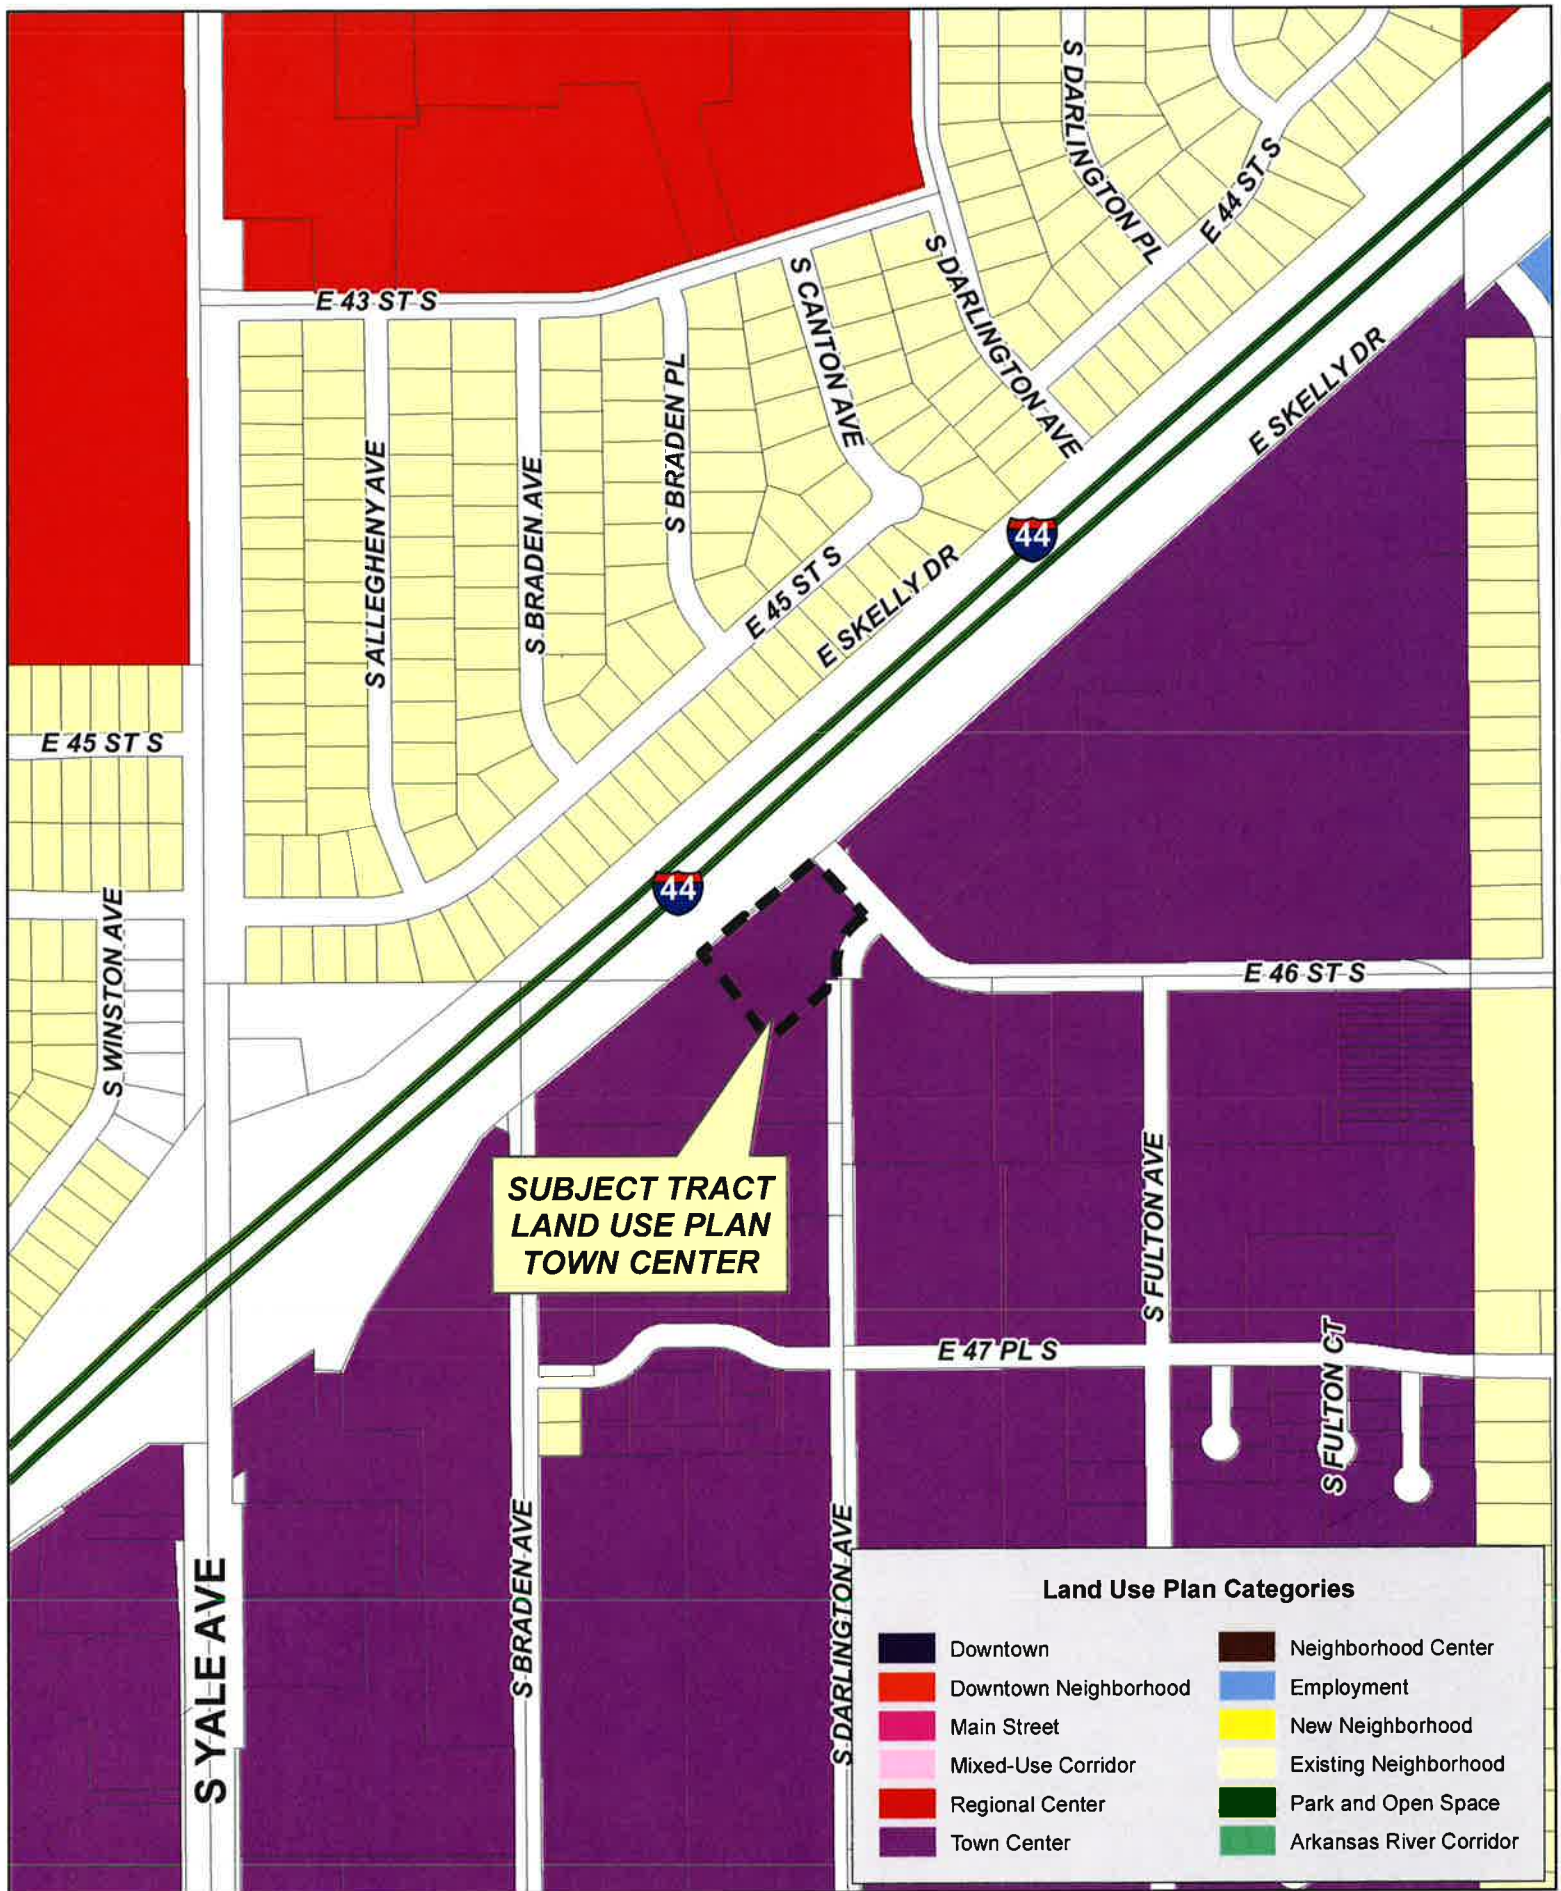 S DARLINGTON PL
E 44 ST S
S DARLINGTON AVE
S CANTON AVE
E 43 ST S
S BRADEN PL
E SKELLY DR
S ALLEGHENY AVE
S BRADEN AVE
44
E 45 ST S
E SKELLY DR
E 45 ST S
44
S WINSTON AVE
E 46 ST S
SUBJECT TRACT
LAND USE PLAN
TOWN CENTER
S FULTON AVE
E 47 PL S
S FULTON CT
S YALE AVE
S BRADEN AVE
S DARLINGTON AVE
Land Use Plan Categories
Downtown
Downtown Neighborhood
Main Street
Mixed-Use Corridor
Regional Center
Town Center
Neighborhood Center
Employment
New Neighborhood
Existing Neighborhood
Park and Open Space
Arkansas River Corridor